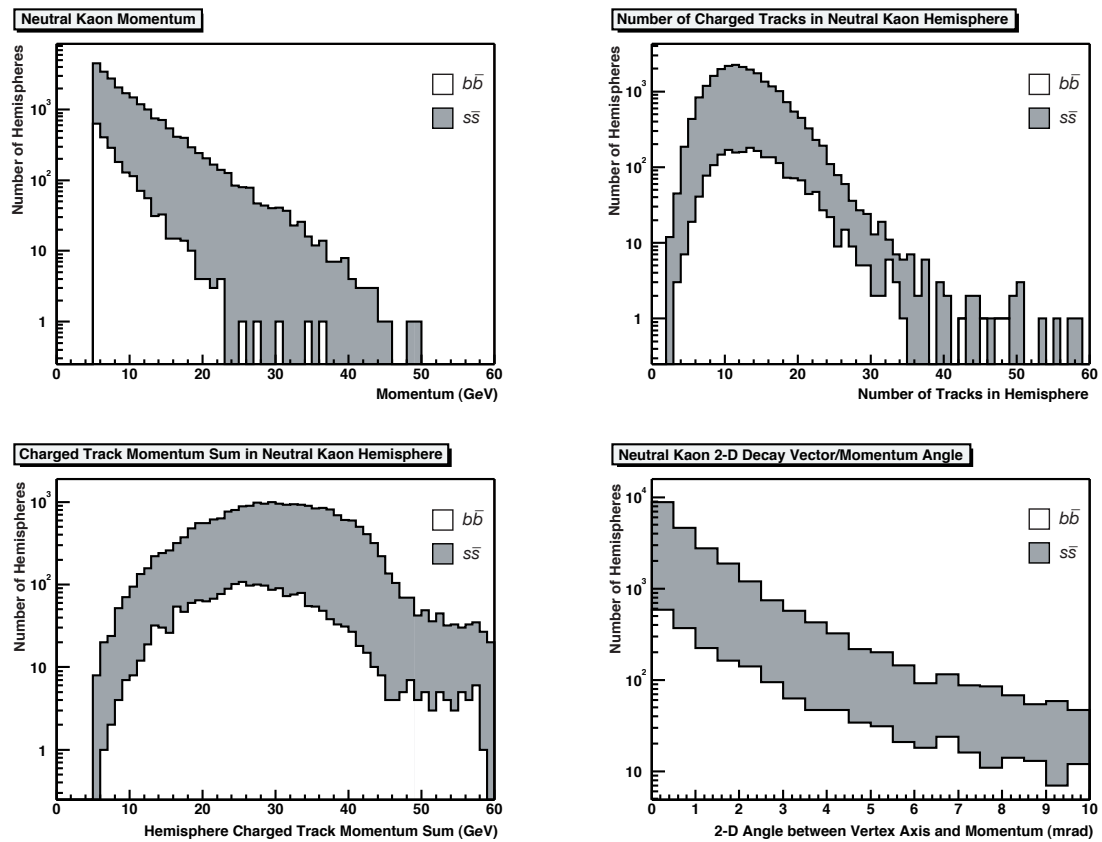 Neutral Kaon Momentum
Number of Hemispheres
10³
10²
10
1
bb̅
ss̅
0 10 20 30 40 50 60
Momentum (GeV)
Number of Charged Tracks in Neutral Kaon Hemisphere
Number of Hemispheres
10³
10²
10
1
bb̅
ss̅
0 10 20 30 40 50 60
Number of Tracks in Hemisphere
Charged Track Momentum Sum in Neutral Kaon Hemisphere
Number of Hemispheres
10³
10²
10
1
bb̅
ss̅
0 10 20 30 40 50 60
Hemisphere Charged Track Momentum Sum (GeV)
Neutral Kaon 2-D Decay Vector/Momentum Angle
Number of Hemispheres
10⁴
10³
10²
10
bb̅
ss̅
0 1 2 3 4 5 6 7 8 9 10
2-D Angle between Vertex Axis and Momentum (mrad)